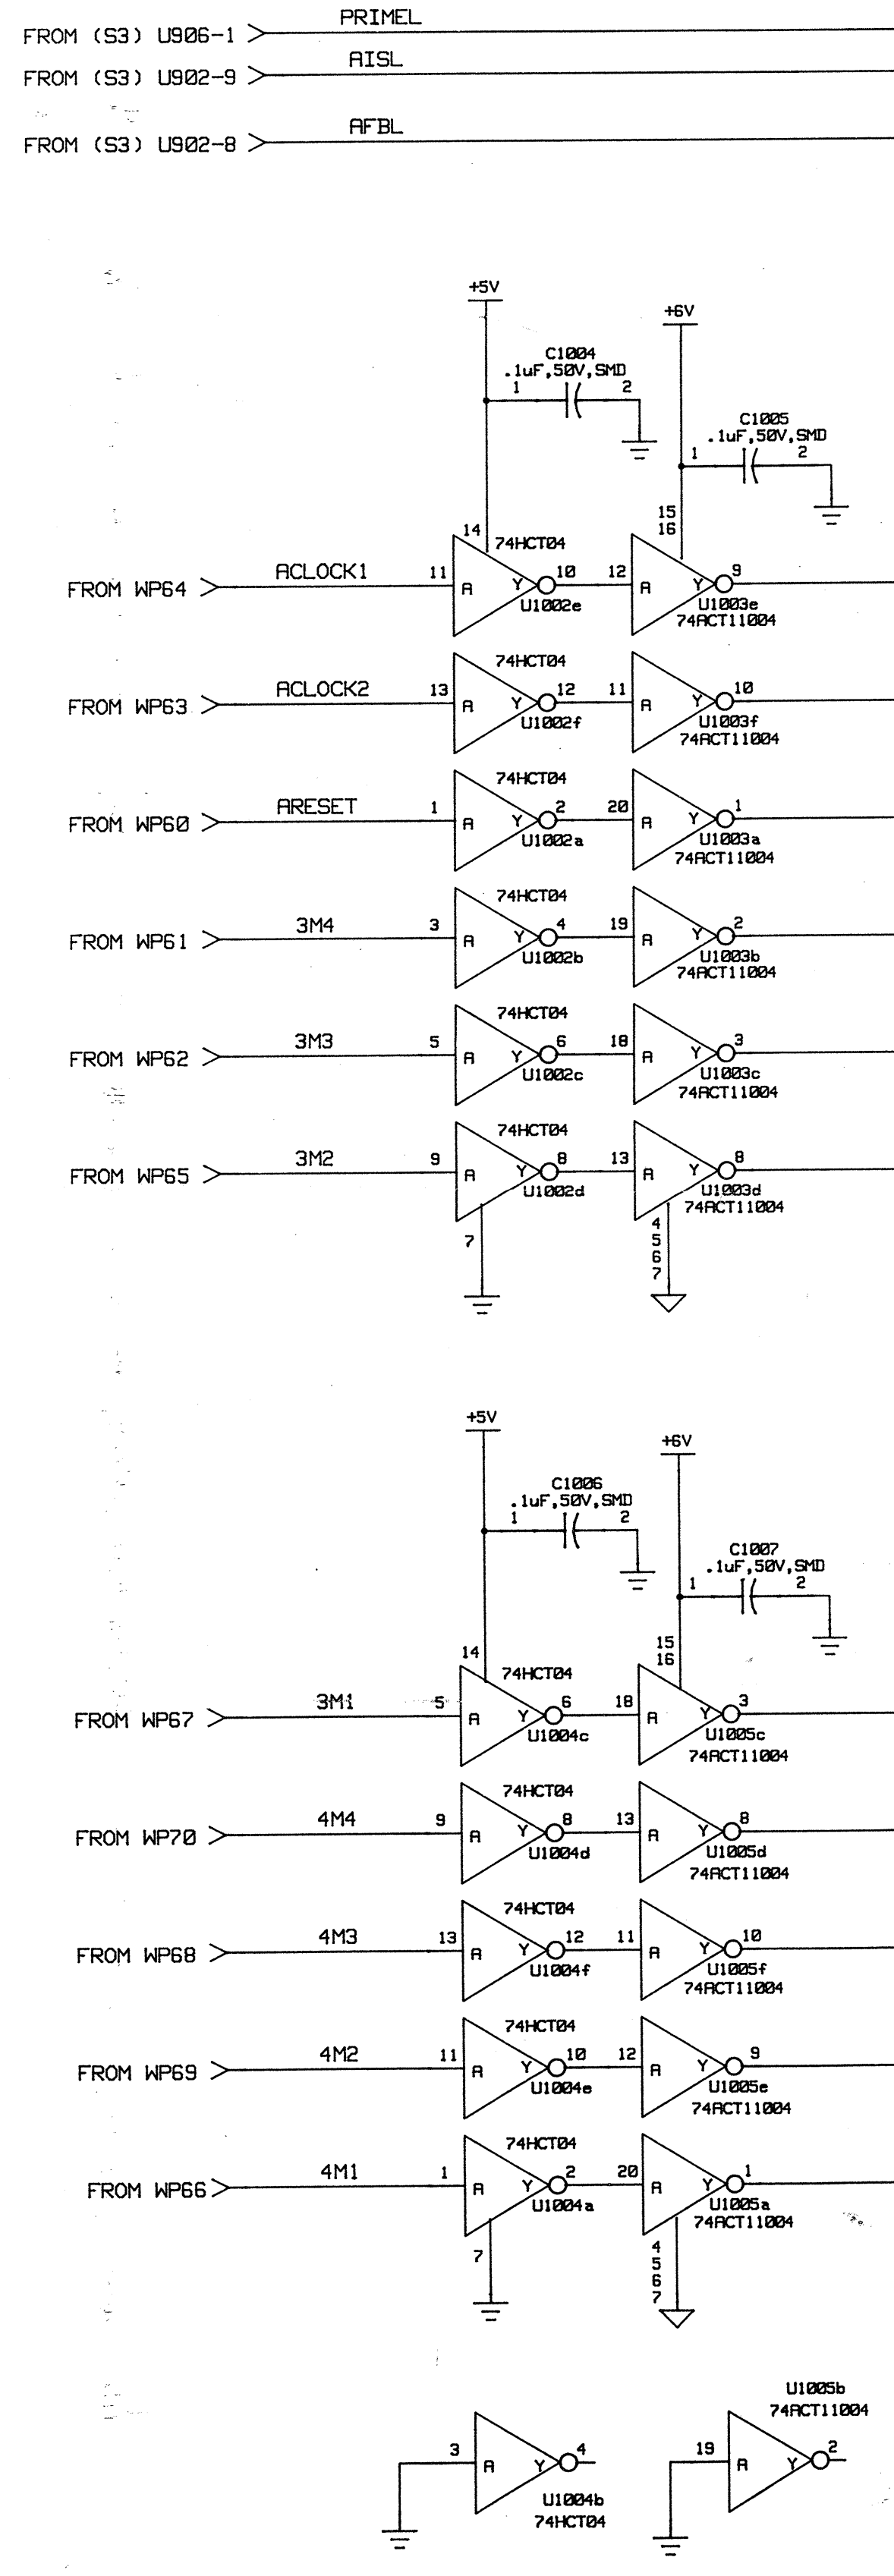 PRIMEL
FROM (S3) U906-1
AISL
FROM (S3) U902-9
AFBL
FROM (S3) U902-8
+5V
+6V
C1004
.1uF,50V,SMD
1 2
C1005
.1uF,50V,SMD
1 2
15
16
14
74HCT04
FROM WP64 ACLOCK1 11 A Y 10 12 A Y 9
U1002e U1003e
74ACT11004
74HCT04
FROM WP63 ACLOCK2 13 A Y 12 11 A Y 10
U1002f U1003f
74ACT11004
74HCT04
FROM WP60 ARESET 1 A Y 2 20 A Y 1
U1002a U1003a
74ACT11004
74HCT04
FROM WP61 3M4 3 A Y 4 19 A Y 2
U1002b U1003b
74ACT11004
74HCT04
FROM WP62 3M3 5 A Y 6 18 A Y 3
U1002c U1003c
74ACT11004
74HCT04
FROM WP65 3M2 9 A Y 8 13 A Y 8
U1002d U1003d
74ACT11004
7
4
5
6
7
+5V
+6V
C1006
.1uF,50V,SMD
1 2
C1007
.1uF,50V,SMD
1 2
15
16
14
74HCT04
FROM WP67 3M1 5 A Y 6 18 A Y 3
U1004c U1005c
74ACT11004
74HCT04
FROM WP70 4M4 9 A Y 8 13 A Y 8
U1004d U1005d
74ACT11004
74HCT04
FROM WP68 4M3 13 A Y 12 11 A Y 10
U1004f U1005f
74ACT11004
74HCT04
FROM WP69 4M2 11 A Y 10 12 A Y 9
U1004e U1005e
74ACT11004
74HCT04
FROM WP66 4M1 1 A Y 2 20 A Y 1
U1004a U1005a
74ACT11004
7
4
5
6
7
U1005b
74ACT11004
3 A Y 4
19 A Y 2
U1004b
74HCT04